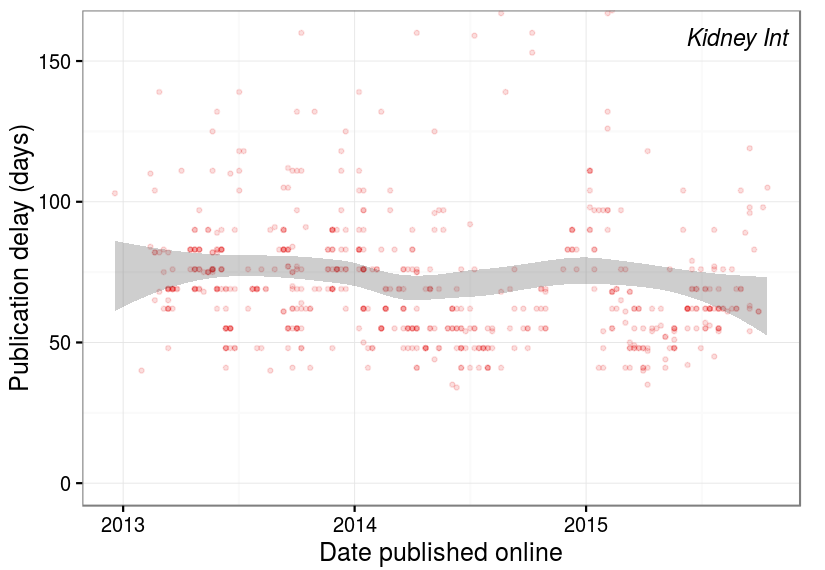 Kidney Int
Publication delay (days)
150
100
50
0
2013 2014 2015
Date published online